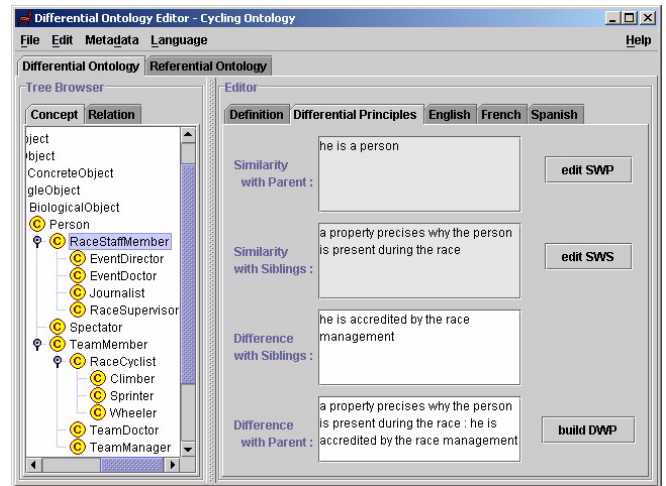 Differential Ontology Editor - Cycling Ontology
File Edit Metadata Language Help
Differential Ontology Referential Ontology
Tree Browser
Concept Relation
bject
bject
ConcreteObject
gleObject
BiologicalObject
C Person
C RaceStaffMember
C EventDirector
C EventDoctor
C Journalist
C RaceSupervisor
C Spectator
C TeamMember
C RaceCyclist
C Climber
C Sprinter
C Wheeler
C TeamDoctor
C TeamManager
Editor
Definition Differential Principles English French Spanish
Similarity
with Parent :
he is a person
edit SWP
Similarity
with Siblings :
a property precises why the person
is present during the race
edit SWS
Difference
with Siblings :
he is accredited by the race
management
Difference
with Parent :
a property precises why the person
is present during the race : he is
accredited by the race management
build DWP